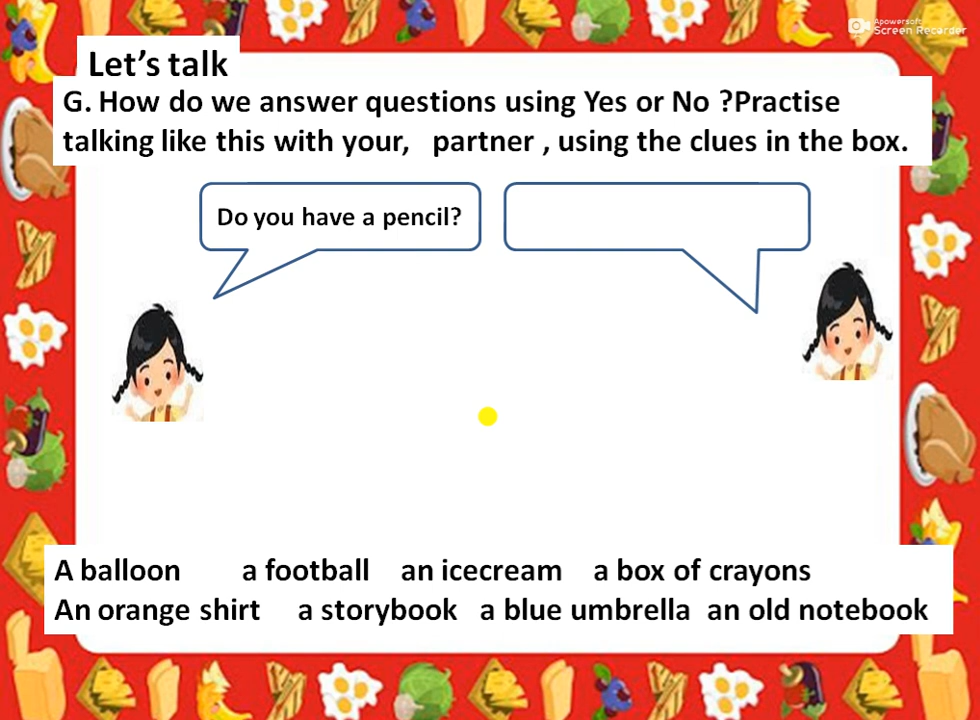 Apowersoft
Screen Recorder
Let's talk
G. How do we answer questions using Yes or No ?Practise
talking like this with your, partner , using the clues in the box.
Do you have a pencil?
A balloon a football an icecream a box of crayons
An orange shirt a storybook a blue umbrella an old notebook